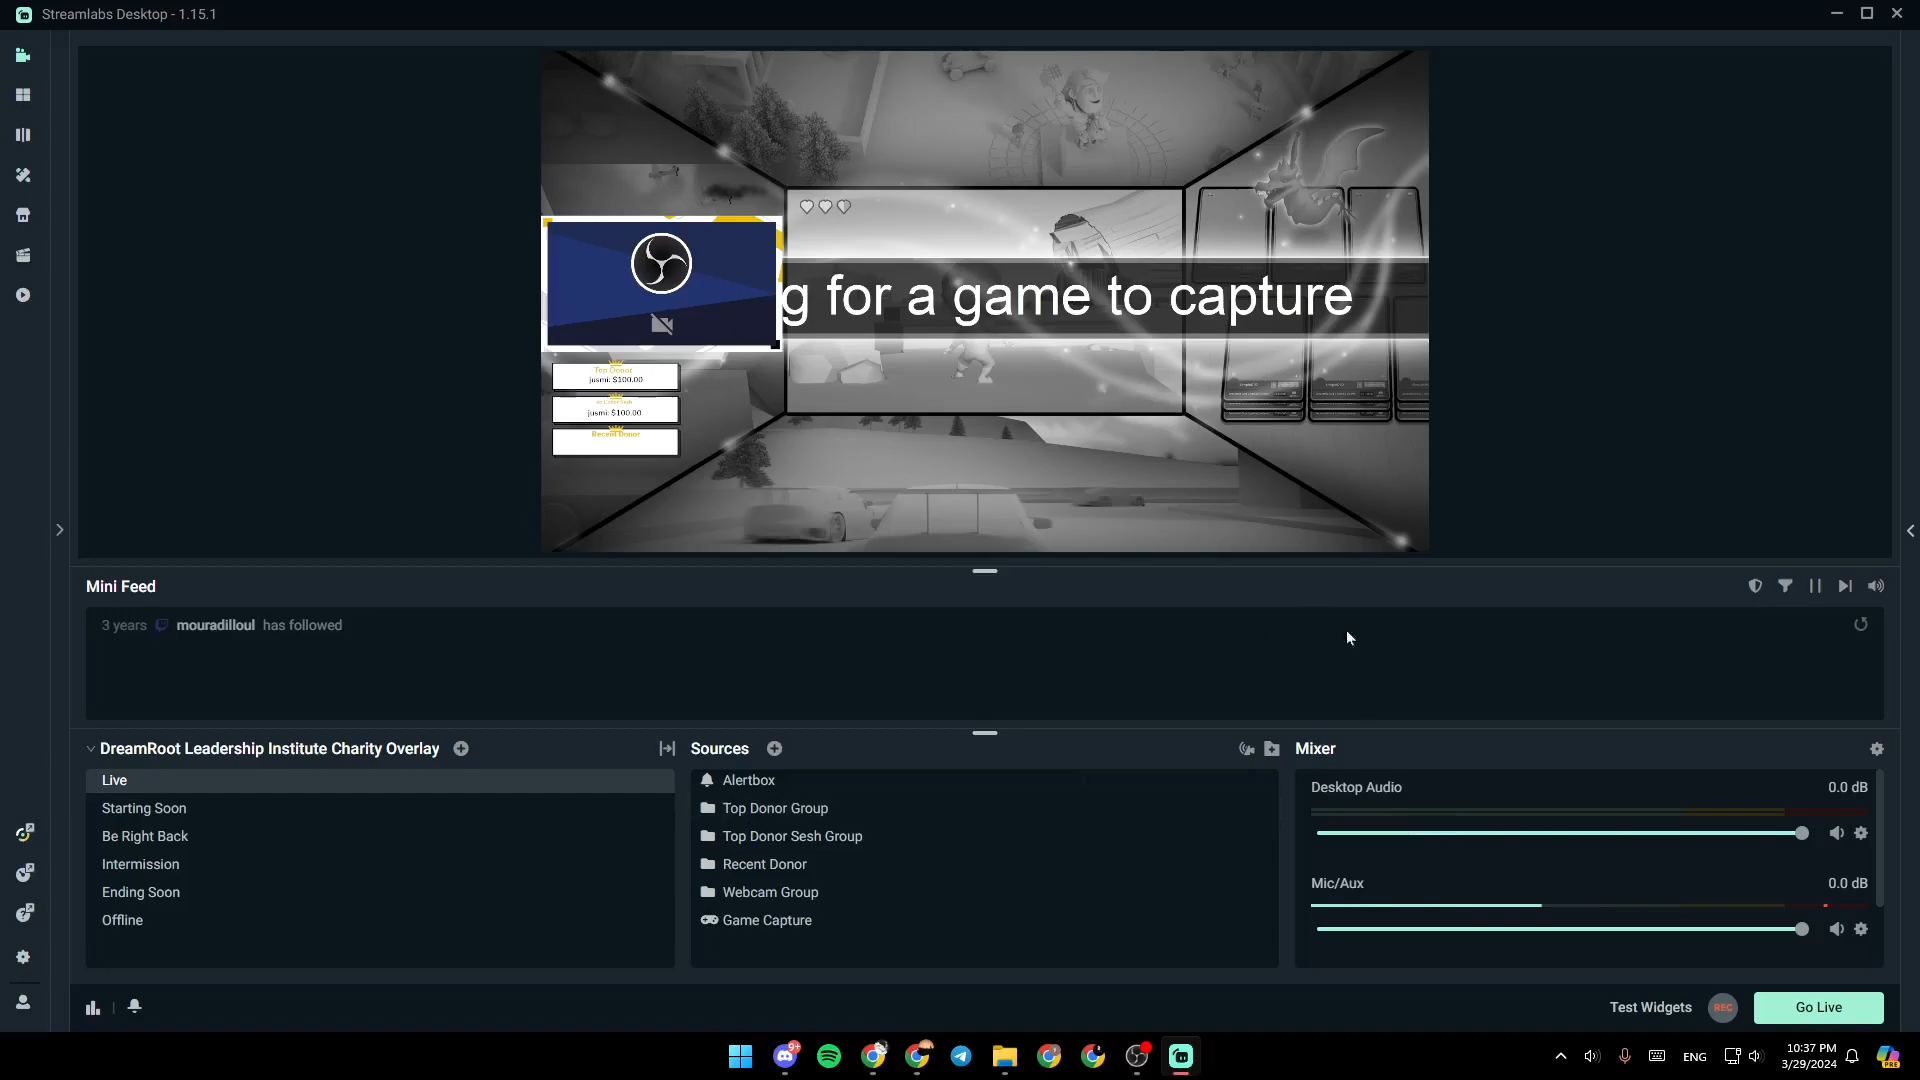 Streamlabs Desktop - 1.15.1
g for a game to capture
Top Donor
jusmi: $100.00
jusmi: $100.00
Recent Donor
Mini Feed
3 years mouradilloul has followed
DreamRoot Leadership Institute Charity Overlay
Live
Starting Soon
Be Right Back
Intermission
Ending Soon
Offline
Sources
Alertbox
Top Donor Group
Top Donor Sesh Group
Recent Donor
Webcam Group
Game Capture
Mixer
Desktop Audio 0.0 dB
Mic/Aux 0.0 dB
Test Widgets
REC
Go Live
9+
ENG
10:37 PM
3/29/2024
PRE